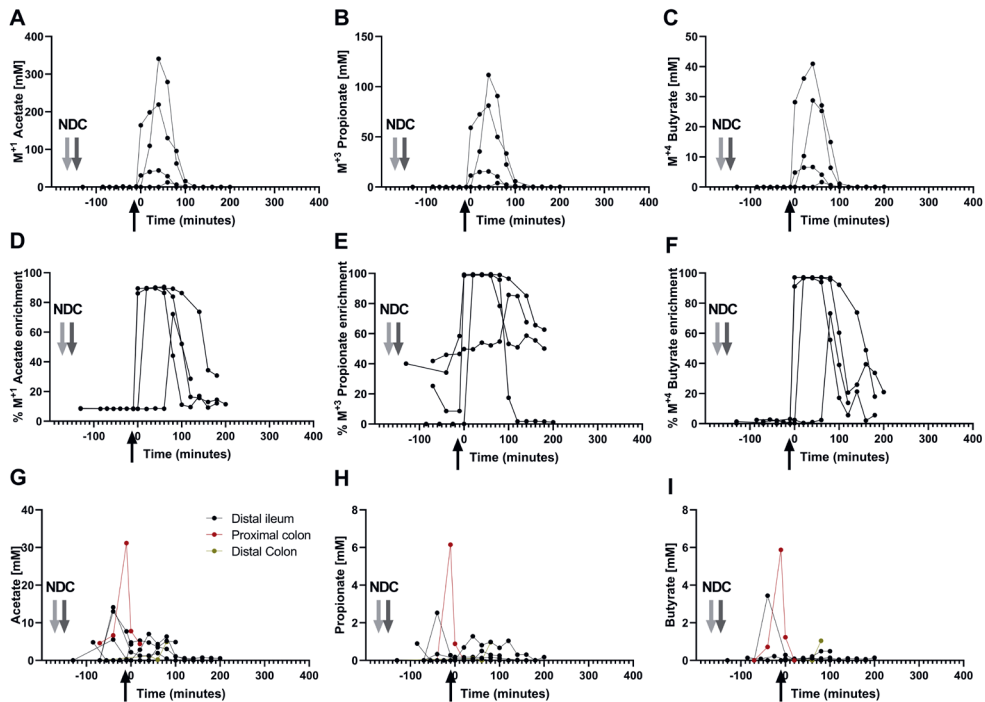 A
B
C
M+1 Acetate [mM]
400
300
200
100
0
NDC
-100 0 100 200 300 400
Time (minutes)
M+3 Propionate [mM]
150
100
50
0
NDC
-100 0 100 200 300 400
Time (minutes)
M+4 Butyrate [mM]
50
40
30
20
10
0
NDC
-100 0 100 200 300 400
Time (minutes)
D
E
F
% M+1 Acetate enrichment
100
80
60
40
20
0
NDC
-100 0 100 200 300 400
Time (minutes)
% M+3 Propionate enrichment
100
80
60
40
20
0
NDC
-100 0 100 200 300 400
Time (minutes)
% M+4 Butyrate enrichment
100
80
60
40
20
0
NDC
-100 0 100 200 300 400
Time (minutes)
G
H
I
Acetate [mM]
40
30
20
10
0
NDC
Distal ileum
Proximal colon
Distal Colon
-100 0 100 200 300 400
Time (minutes)
Propionate [mM]
8
6
4
2
0
NDC
-100 0 100 200 300 400
Time (minutes)
Butyrate [mM]
8
6
4
2
0
NDC
-100 0 100 200 300 400
Time (minutes)